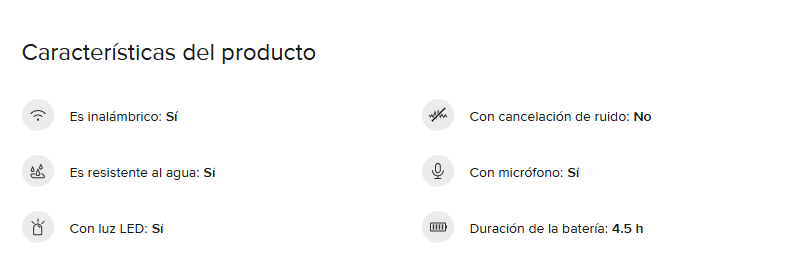 Características del producto
Es inalámbrico: Sí
Con cancelación de ruido: No
Es resistente al agua: Sí
Con micrófono: Sí
Con luz LED: Sí
Duración de la batería: 4.5 h